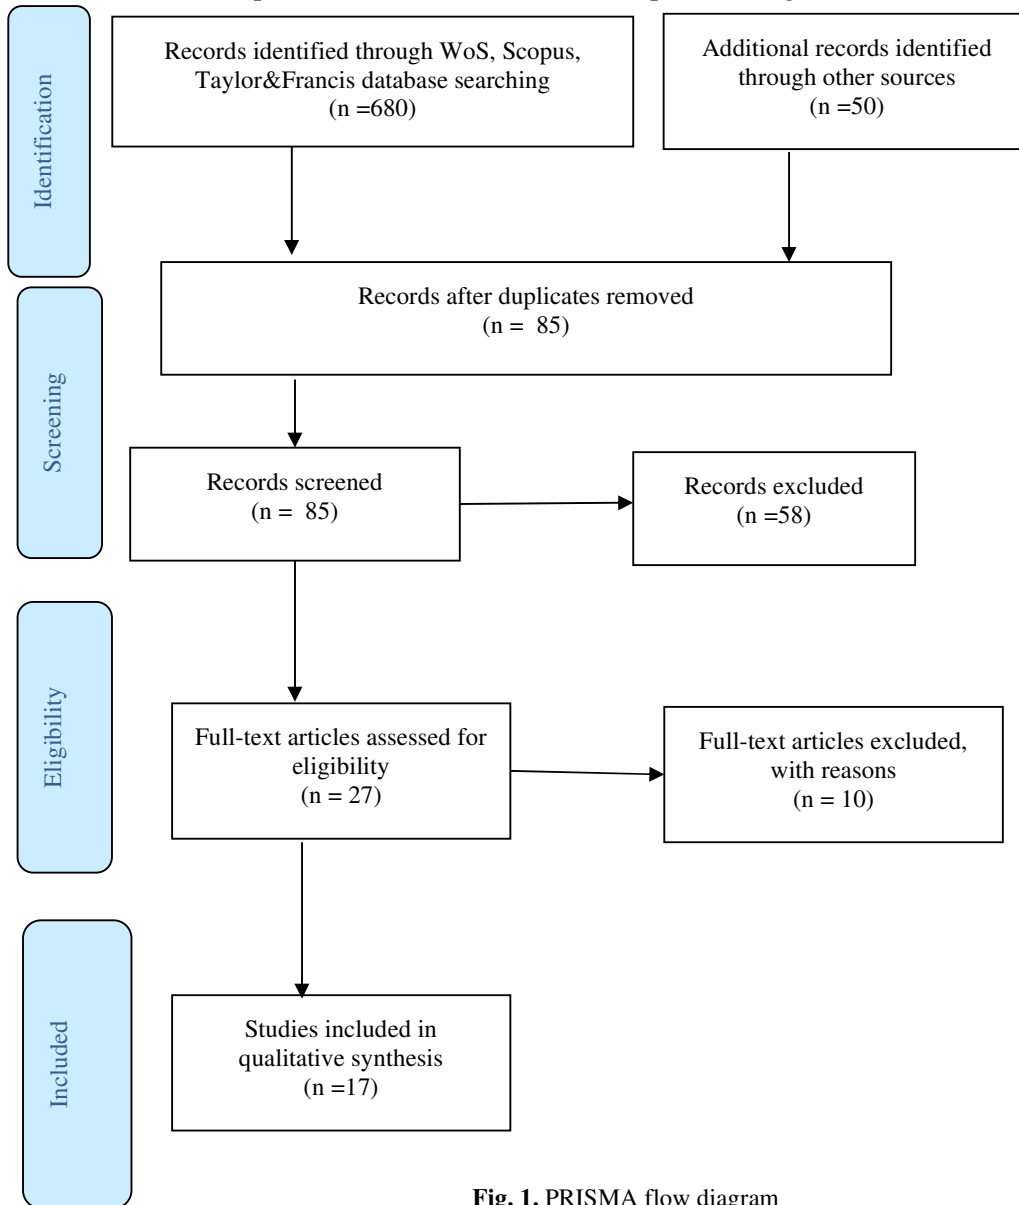 Identification
Records identified through WoS, Scopus,
Taylor&Francis database searching
(n =680)
Additional records identified
through other sources
(n =50)
Records after duplicates removed
(n = 85)
Screening
Records screened
(n = 85)
Records excluded
(n =58)
Eligibility
Full-text articles assessed for
eligibility
(n = 27)
Full-text articles excluded,
with reasons
(n = 10)
Included
Studies included in
qualitative synthesis
(n =17)
Fig. 1. PRISMA flow diagram